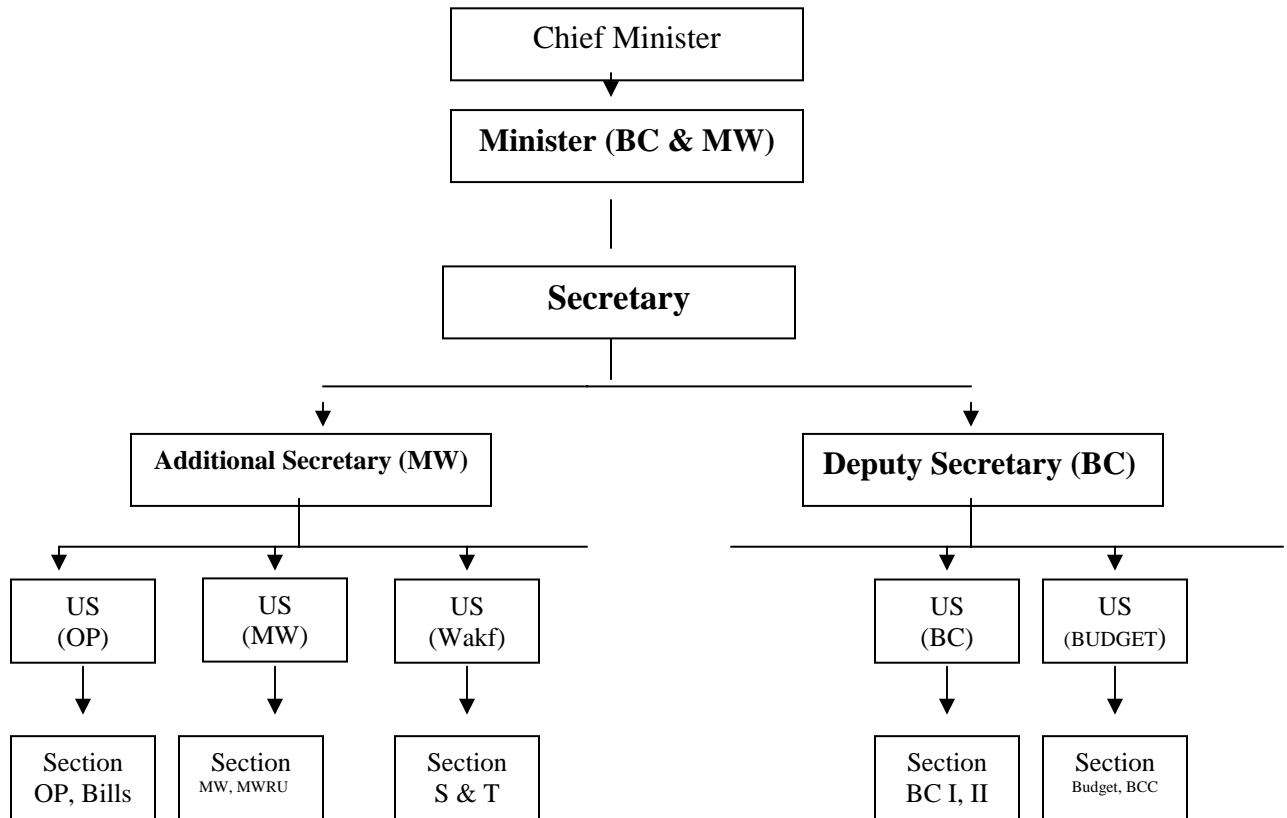 Chief Minister
Minister (BC & MW)
Secretary
Additional Secretary (MW)
Deputy Secretary (BC)
US
(OP)
US
(MW)
US
(Wakf)
US
(BC)
US
(BUDGET)
Section
OP, Bills
Section
MW, MWRU
Section
S & T
Section
BC I, II
Section
Budget, BCC